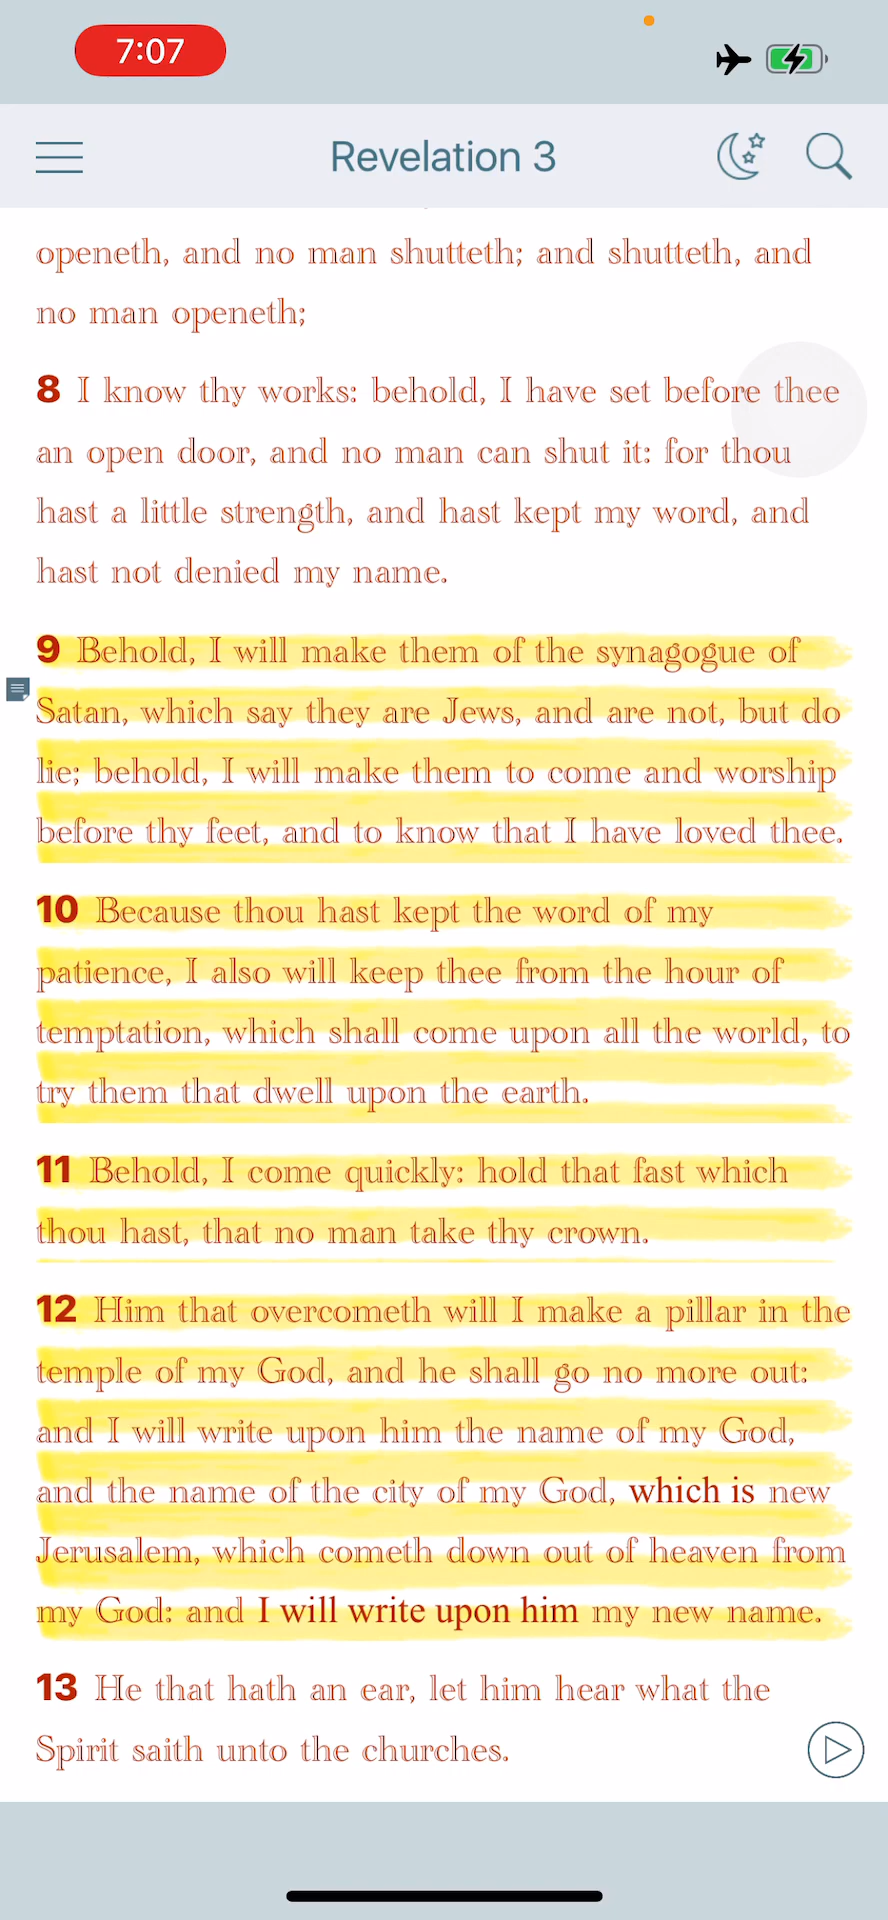 7:07
Revelation 3
openeth, and no man shutteth; and shutteth, and
no man openeth;
8 I know thy works: behold, I have set before thee
an open door, and no man can shut it: for thou
hast a little strength, and hast kept my word, and
hast not denied my name.
9 Behold, I will make them of the synagogue of
Satan, which say they are Jews, and are not, but do
lie; behold, I will make them to come and worship
before thy feet, and to know that I have loved thee.
10 Because thou hast kept the word of my
patience, I also will keep thee from the hour of
temptation, which shall come upon all the world, to
try them that dwell upon the earth.
11 Behold, I come quickly: hold that fast which
thou hast, that no man take thy crown.
12 Him that overcometh will I make a pillar in the
temple of my God, and he shall go no more out:
and I will write upon him the name of my God,
and the name of the city of my God, which is new
Jerusalem, which cometh down out of heaven from
my God: and I will write upon him my new name.
13 He that hath an ear, let him hear what the
Spirit saith unto the churches.